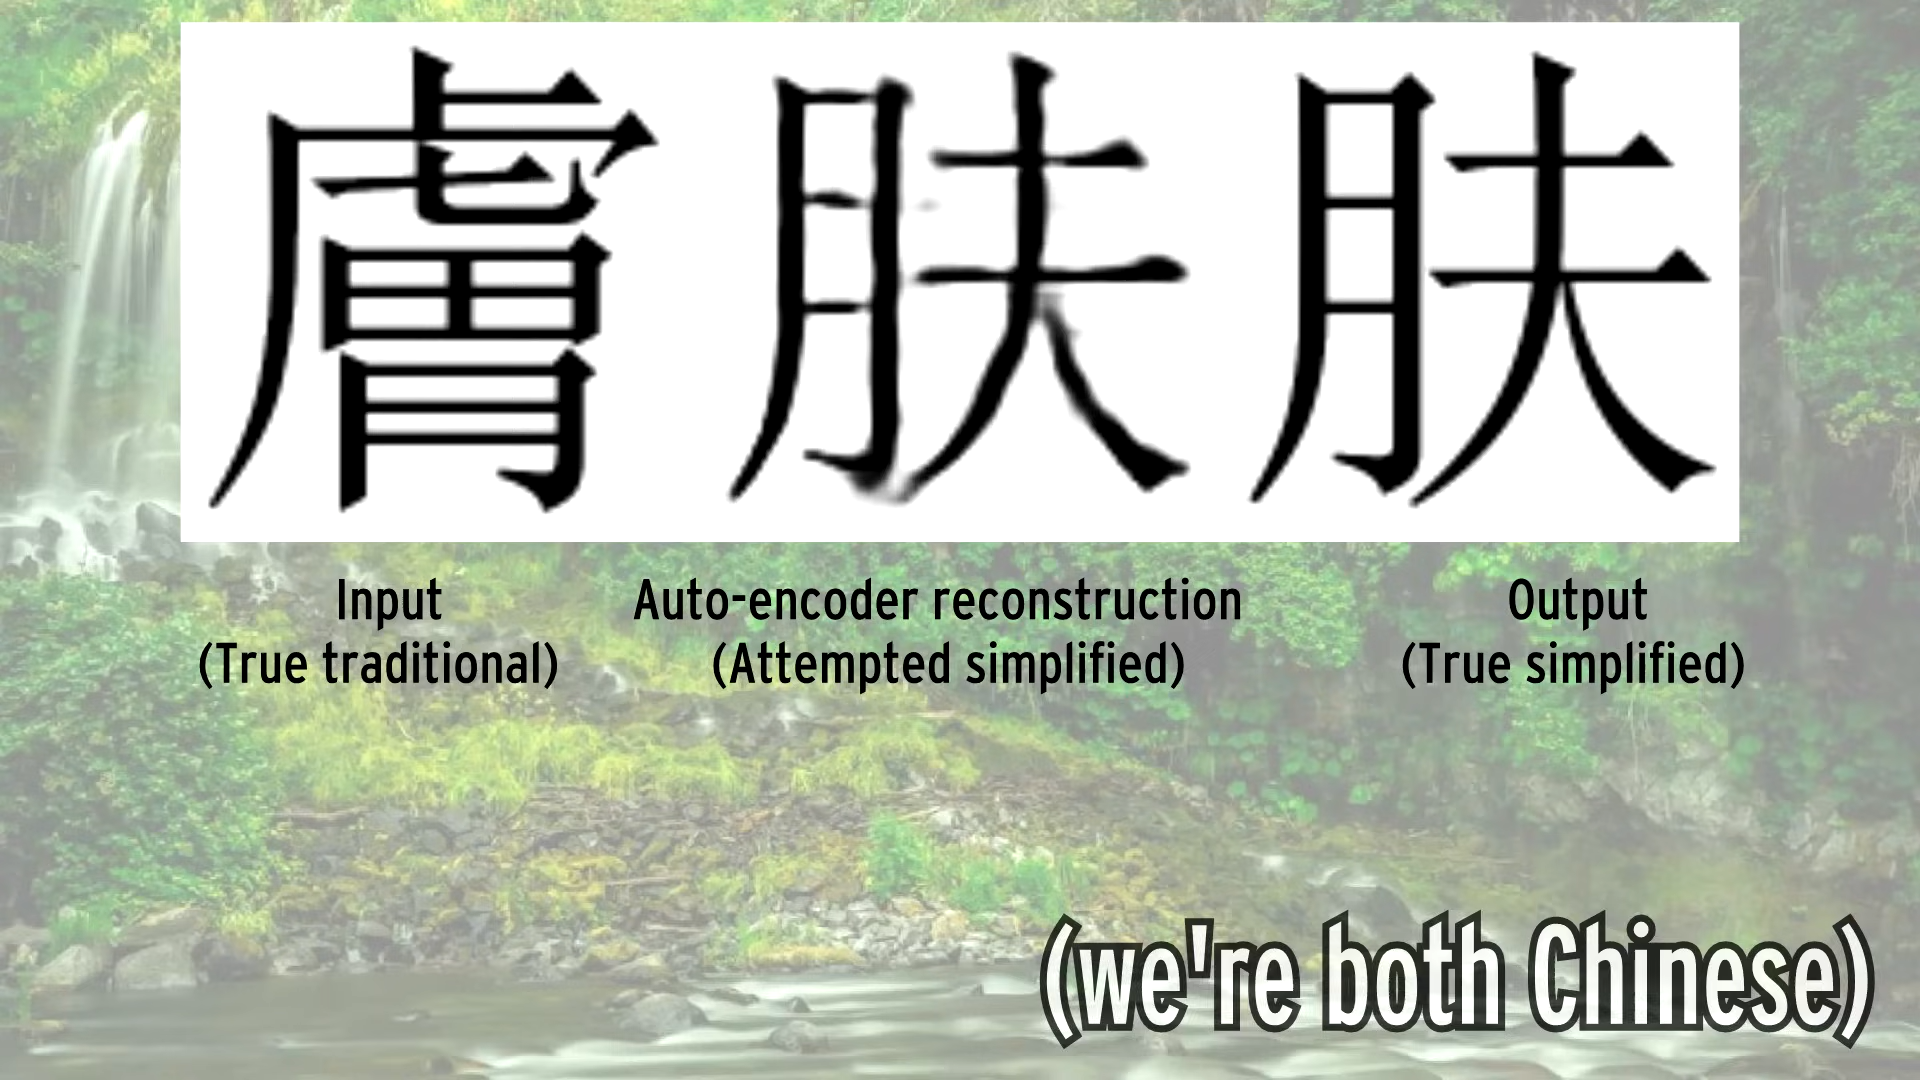 膚 肤 肤
Input Auto-encoder reconstruction Output
(True traditional) (Attempted simplified) (True simplified)
(we're both Chinese)